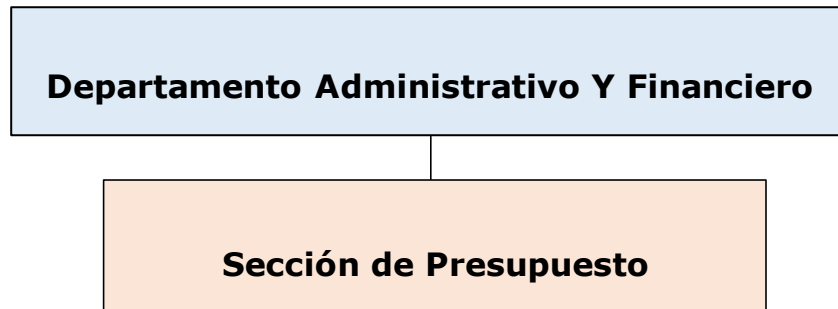 Departamento Administrativo Y Financiero
Sección de Presupuesto